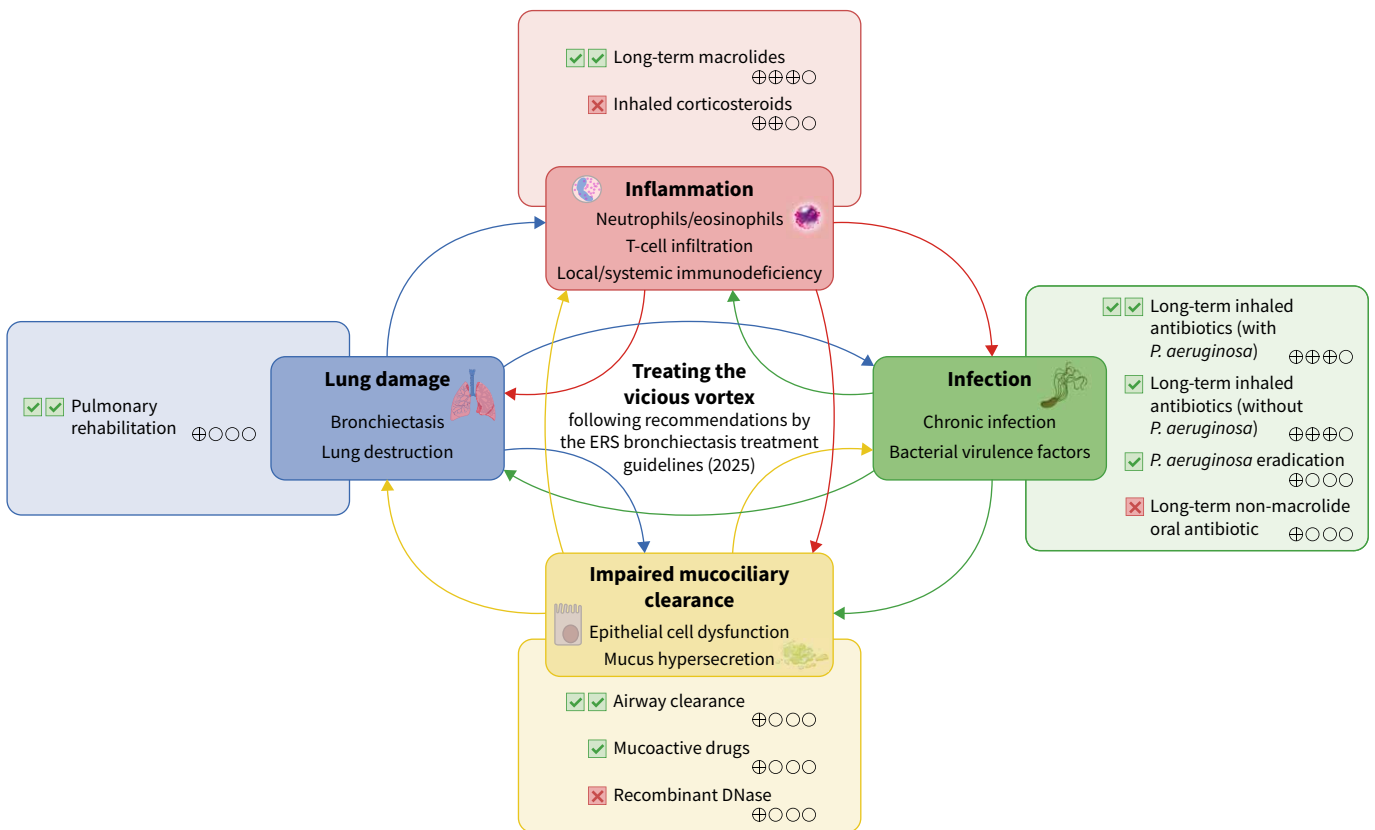 Long-term macrolides
Inhaled corticosteroids
Inflammation
Neutrophils/eosinophils
T-cell infiltration
Local/systemic immunodeficiency
Pulmonary
rehabilitation
Lung damage
Bronchiectasis
Lung destruction
Treating the
vicious vortex
following recommendations by
the ERS bronchiectasis treatment
guidelines (2025)
Infection
Chronic infection
Bacterial virulence factors
Long-term inhaled
antibiotics (with
P. aeruginosa)
Long-term inhaled
antibiotics (without
P. aeruginosa)
P. aeruginosa eradication
Long-term non-macrolide
oral antibiotic
Impaired mucociliary
clearance
Epithelial cell dysfunction
Mucus hypersecretion
Airway clearance
Mucoactive drugs
Recombinant DNase